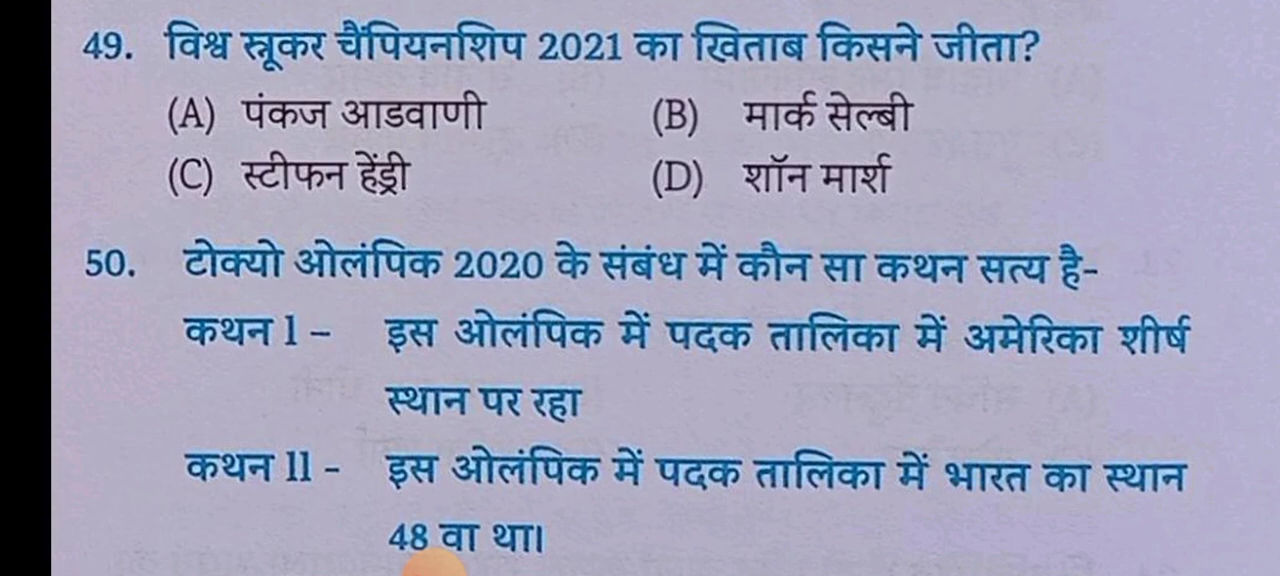 49. विश्व स्नूकर चैंपियनशिप 2021 का खिताब किसने जीता?
(A) पंकज आडवाणी (B) मार्क सेल्बी
(C) स्टीफन हेंड्री (D) शॉन मार्श
50. टोक्यो ओलंपिक 2020 के संबंध में कौन सा कथन सत्य है-
कथन l – इस ओलंपिक में पदक तालिका में अमेरिका शीर्ष
स्थान पर रहा
कथन ll - इस ओलंपिक में पदक तालिका में भारत का स्थान
48 वा था।